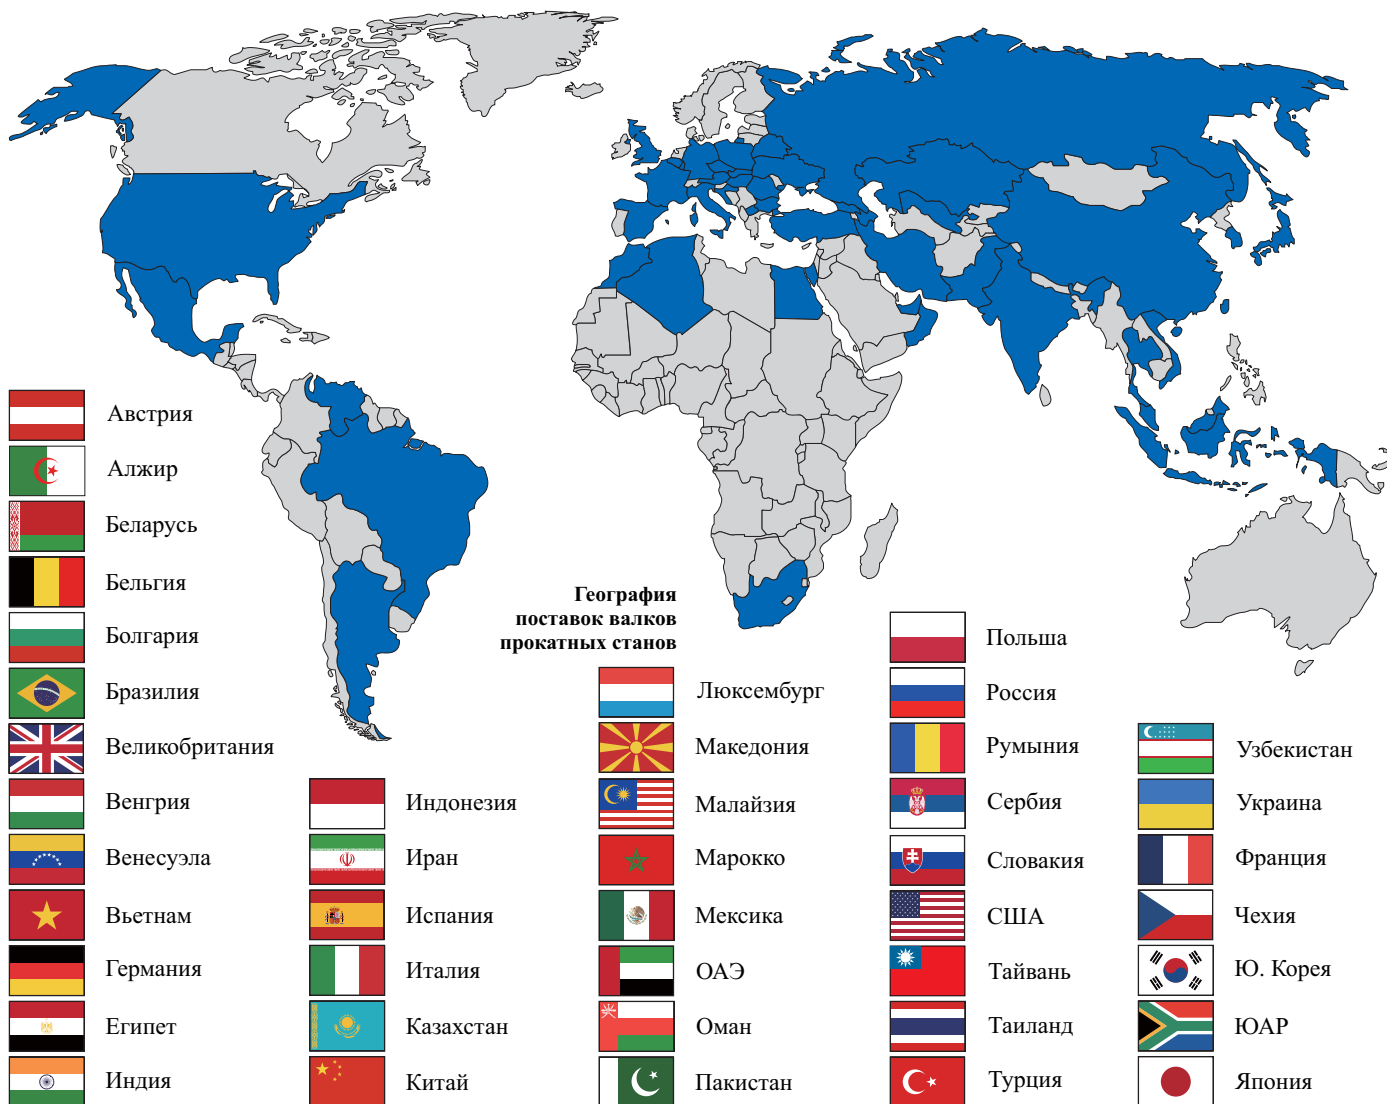 География
поставок валков
прокатных станов
Австрия
Алжир
Беларусь
Бельгия
Болгария
Бразилия
Великобритания
Венгрия
Венесуэла
Вьетнам
Германия
Египет
Индия
Индонезия
Иран
Испания
Италия
Казахстан
Китай
Люксембург
Македония
Малайзия
Марокко
Мексика
ОАЭ
Оман
Пакистан
Польша
Россия
Румыния
Сербия
Словакия
США
Тайвань
Таиланд
Турция
Узбекистан
Украина
Франция
Чехия
Ю. Корея
ЮАР
Япония